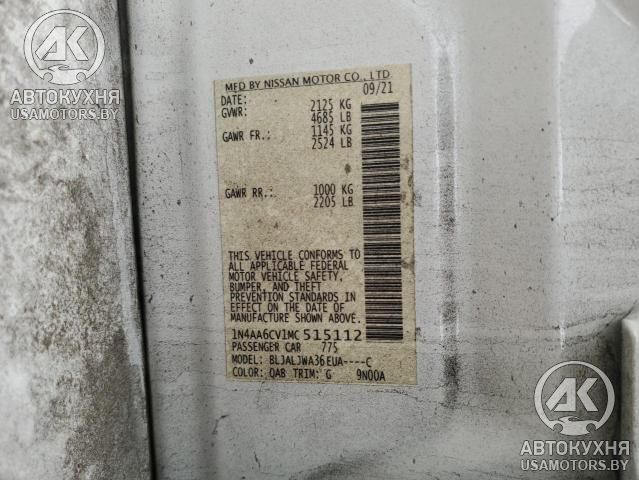 АК
АВТОКУХНЯ
USAMOTORS.BY
MFD BY NISSAN MOTOR CO., LTD
DATE: 09/21
GVWR: 2125 KG
4685 LB
GAWR FR.: 1145 KG
2524 LB
GAWR RR.: 1000 KG
2205 LB
THIS VEHICLE CONFORMS TO
ALL APPLICABLE FEDERAL
MOTOR VEHICLE SAFETY,
BUMPER, AND THEFT
PREVENTION STANDARDS IN
EFFECT ON THE DATE OF
MANUFACTURE SHOWN ABOVE.
1N4AA6CV1MC515112
PASSENGER CAR 775
MODEL: BLJALJWA36EUA----C
COLOR: QAB TRIM: G 9N00A
АК
АВТОКУХНЯ
USAMOTORS.BY